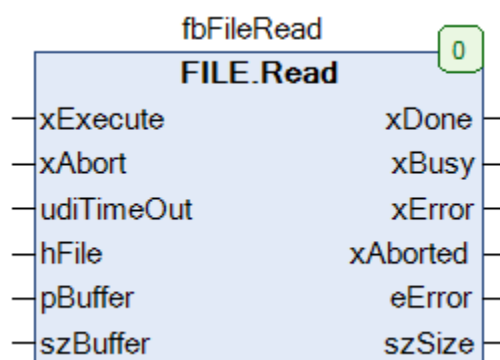 fbFileRead
0
FILE.Read
xExecute xDone
xAbort xBusy
udiTimeOut xError
hFile xAborted
pBuffer eError
szBuffer szSize